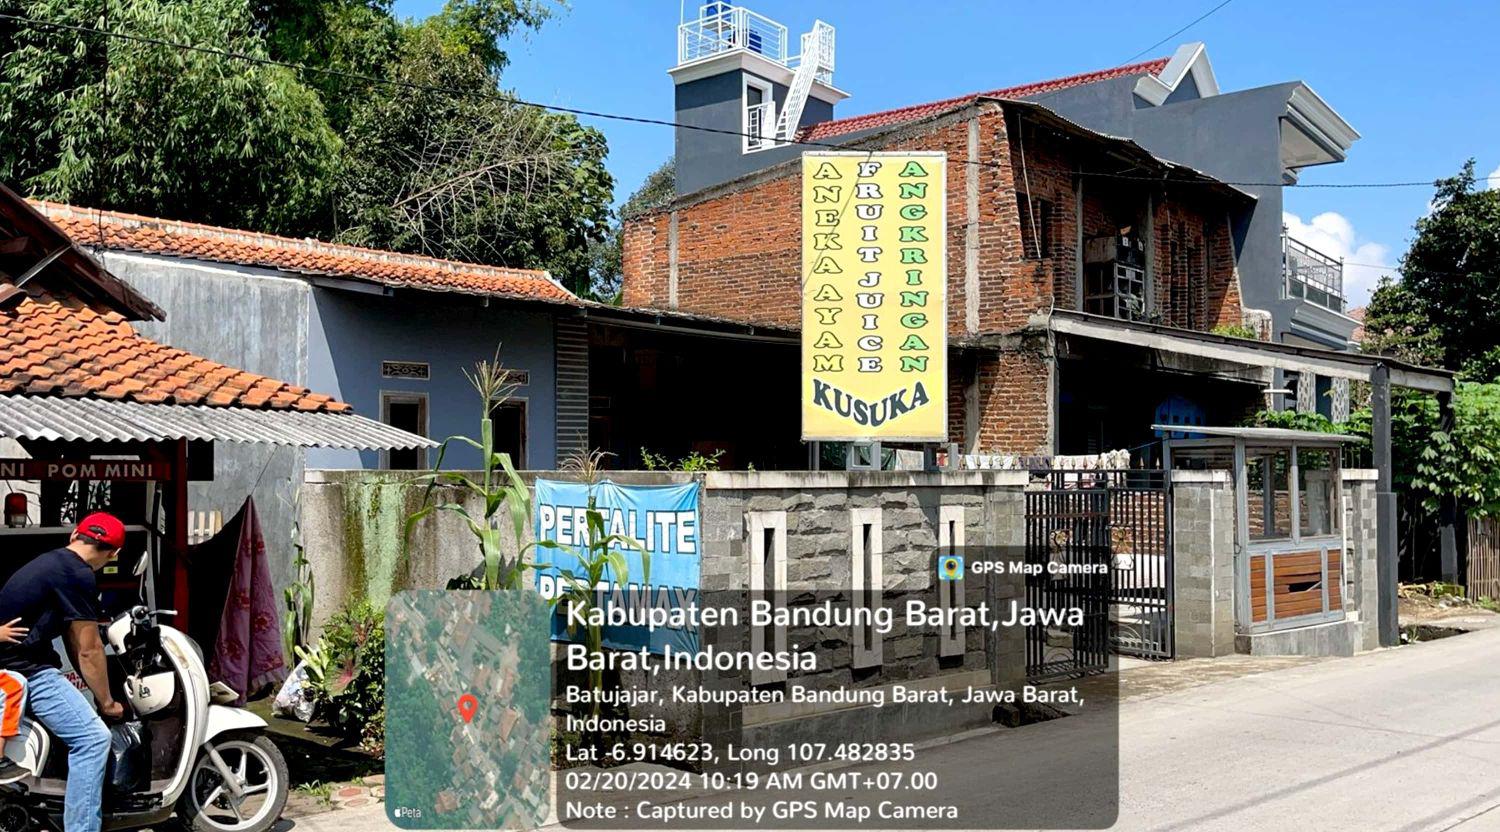 ANEKA AYAM
FRUIT JUICE
ANGKRINGAN
KUSUKA
NI POM MINI
PERTALITE
PERTAMAX
GPS Map Camera
Kabupaten Bandung Barat,Jawa
Barat,Indonesia
Batujajar, Kabupaten Bandung Barat, Jawa Barat,
Indonesia
Lat -6.914623, Long 107.482835
02/20/2024 10:19 AM GMT+07.00
Note : Captured by GPS Map Camera
Peta